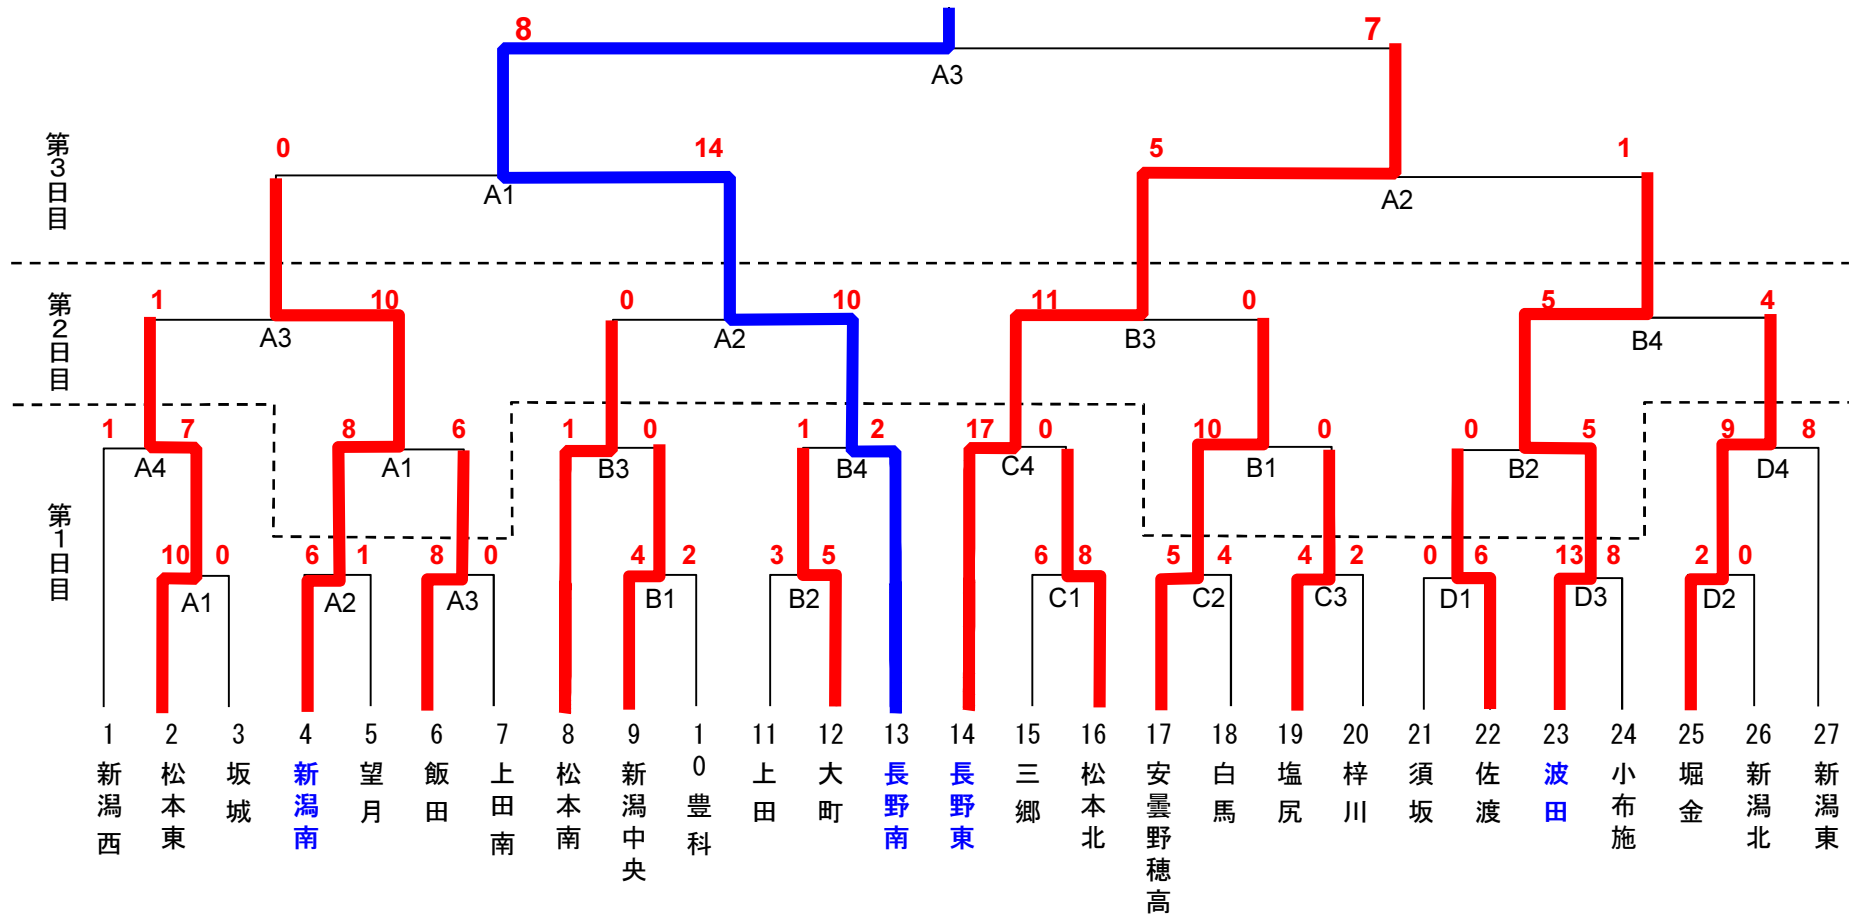 8 7
A3
第3日目
0 14 5 1
A1 A2
第2日目
1 10 0 10 11 0 5 4
A3 A2 B3 B4
1 7 8 6 1 0 1 2 17 0 10 0 0 5 9 8
A4 A1 B3 B4 C4 B1 B2 D4
第1日目
10 0 6 1 8 0 4 2 3 5 6 8 5 4 4 2 0 6 13 8 2 0
A1 A2 A3 B1 B2 C1 C2 C3 D1 D3 D2
1 新潟西
2 松本東
3 坂城
4 新潟南
5 望月
6 飯田
7 上田南
8 松本南
9 新潟中央
10 豊科
11 上田
12 大町
13 長野南
14 長野東
15 三郷
16 松本北
17 安曇野穂高
18 白馬
19 塩尻
20 梓川
21 須坂
22 佐渡
23 波田
24 小布施
25 堀金
26 新潟北
27 新潟東